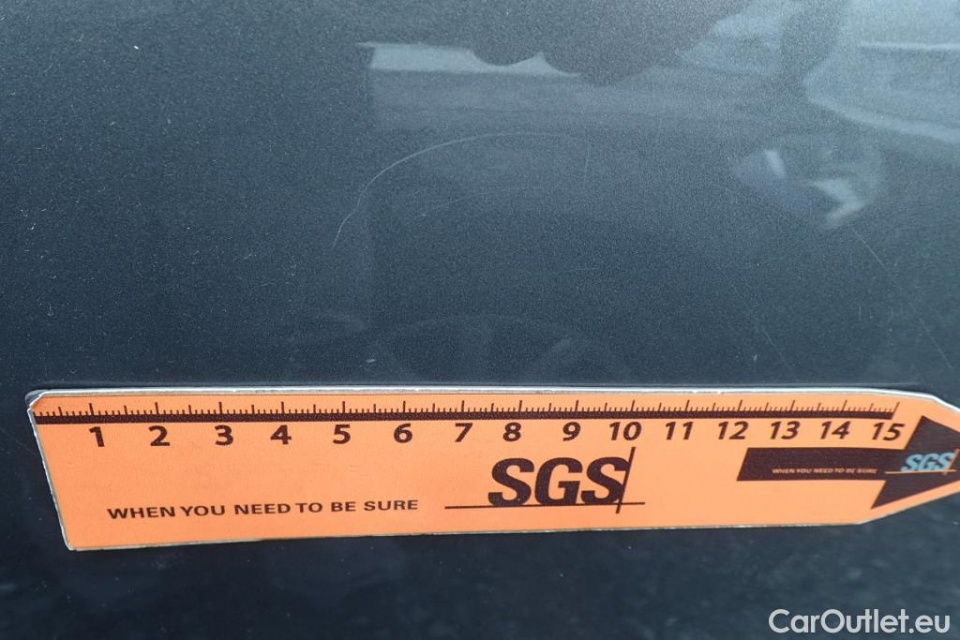 1 2 3 4 5 6 7 8 9 10 11 12 13 14 15
SGS
WHEN YOU NEED TO BE SURE
WHEN YOU NEED TO BE SURE SGS
CarOutlet.eu